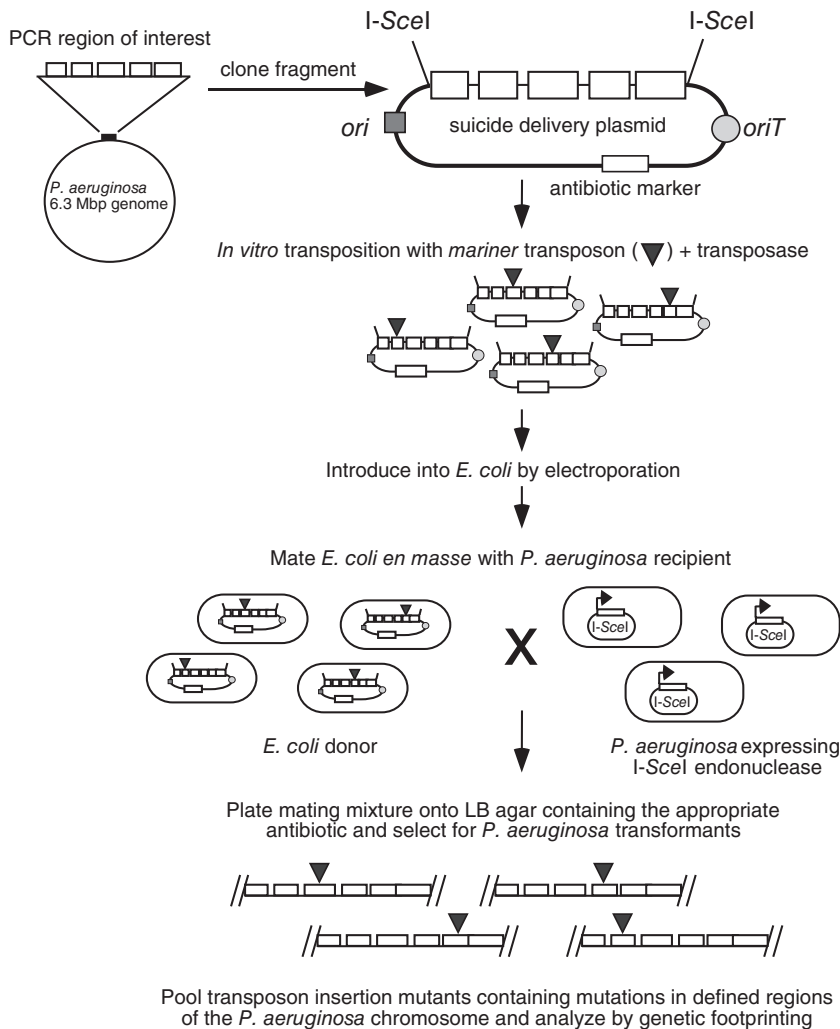 I-SceI
I-SceI
PCR region of interest
clone fragment
ori
suicide delivery plasmid
oriT
P. aeruginosa
6.3 Mbp genome
antibiotic marker
In vitro transposition with mariner transposon (▼) + transposase
Introduce into E. coli by electroporation
Mate E. coli en masse with P. aeruginosa recipient
I-SceI
I-SceI
I-SceI
X
E. coli donor
P. aeruginosa expressing
I-SceI endonuclease
Plate mating mixture onto LB agar containing the appropriate
antibiotic and select for P. aeruginosa transformants
Pool transposon insertion mutants containing mutations in defined regions
of the P. aeruginosa chromosome and analyze by genetic footprinting